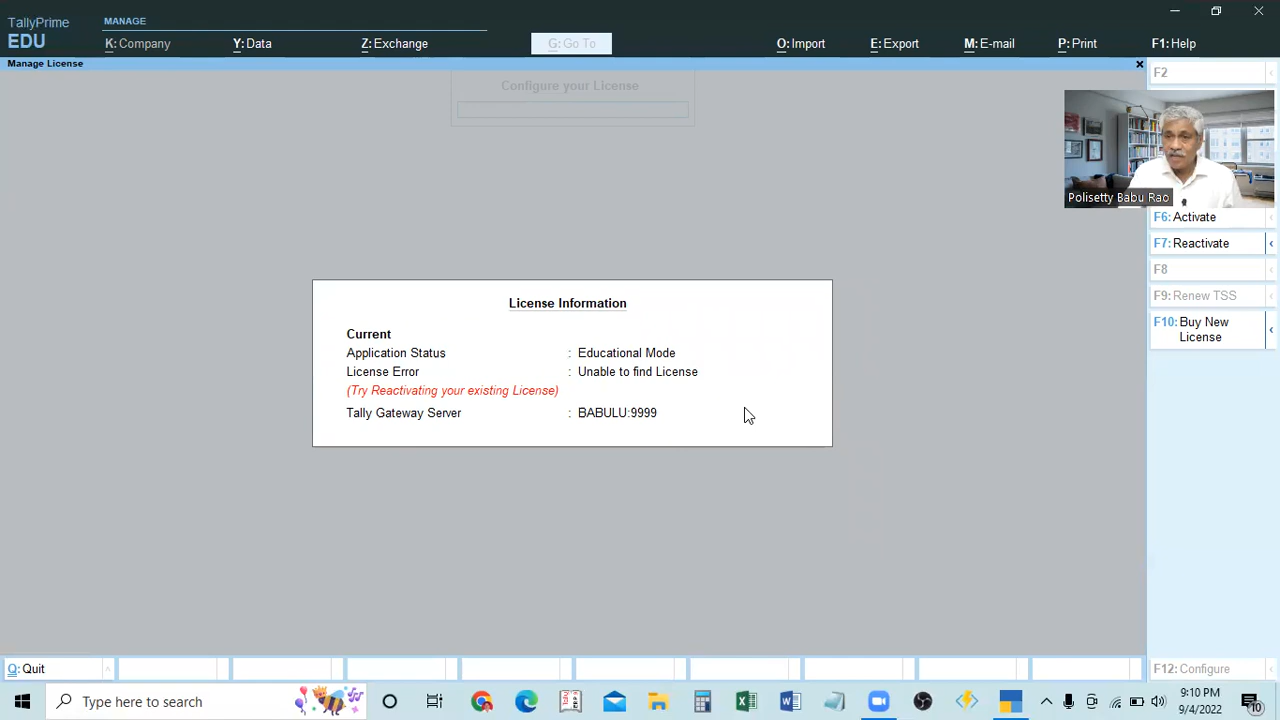 TallyPrime
EDU
MANAGE
K: Company
Y: Data
Z: Exchange
G: Go To
O: Import
E: Export
M: E-mail
P: Print
F1: Help
Manage License
x
F2
Configure your License
Polisetty Babu Rao
F6: Activate
F7: Reactivate
F8
F9: Renew TSS
F10: Buy New
License
License Information
Current
Application Status : Educational Mode
License Error : Unable to find License
(Try Reactivating your existing License)
Tally Gateway Server : BABULU:9999
Q: Quit
F12: Configure
Type here to search
9:10 PM
9/4/2022
10